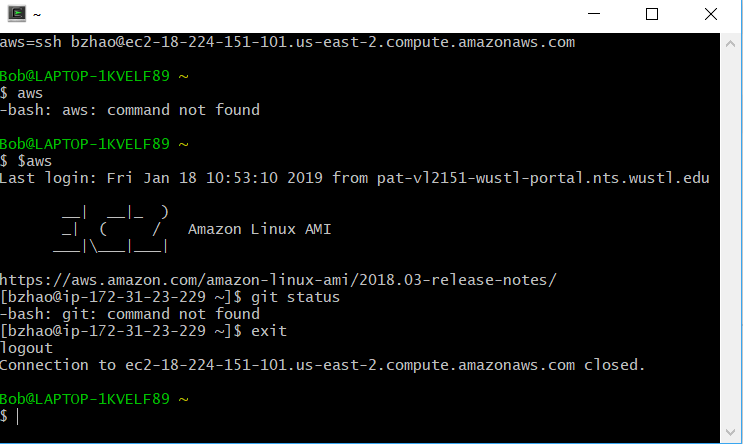 ~
aws=ssh bzhao@ec2-18-224-151-101.us-east-2.compute.amazonaws.com
Bob@LAPTOP-1KVELF89 ~
$ aws
-bash: aws: command not found
Bob@LAPTOP-1KVELF89 ~
$ $aws
Last login: Fri Jan 18 10:53:10 2019 from pat-vl2151-wustl-portal.nts.wustl.edu
       __|  __|_  )
       _|  (     /   Amazon Linux AMI
      ___|\___|___|
https://aws.amazon.com/amazon-linux-ami/2018.03-release-notes/
[bzhao@ip-172-31-23-229 ~]$ git status
-bash: git: command not found
[bzhao@ip-172-31-23-229 ~]$ exit
logout
Connection to ec2-18-224-151-101.us-east-2.compute.amazonaws.com closed.
Bob@LAPTOP-1KVELF89 ~
$